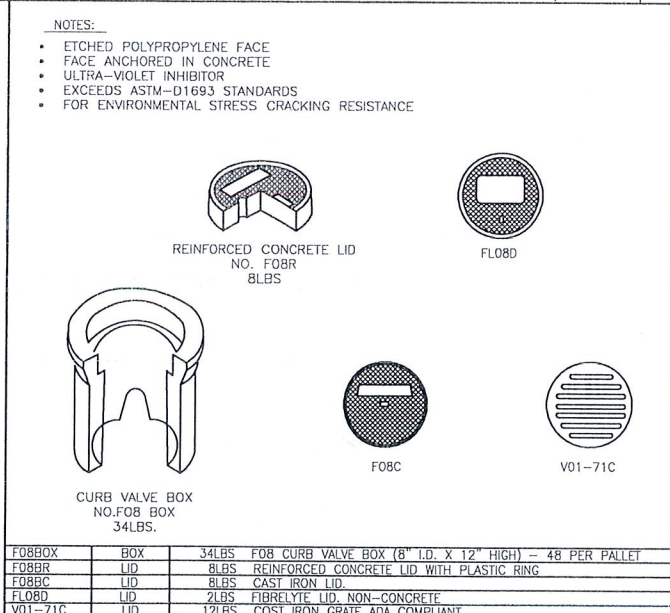 NOTES:
• ETCHED POLYPROPYLENE FACE
• FACE ANCHORED IN CONCRETE
• ULTRA-VIOLET INHIBITOR
• EXCEEDS ASTM-D1693 STANDARDS
• FOR ENVIRONMENTAL STRESS CRACKING RESISTANCE
REINFORCED CONCRETE LID
NO. F08R
8LBS
FL08D
CURB VALVE BOX
NO.F08 BOX
34LBS.
F08C
V01-71C
F08BOX BOX 34LBS F08 CURB VALVE BOX (8" I.D. X 12" HIGH) - 48 PER PALLET
F08BR LID 8LBS REINFORCED CONCRETE LID WITH PLASTIC RING
F08BC LID 8LBS CAST IRON LID.
FL08D LID 2LBS FIBRELYTE LID. NON-CONCRETE
V01-71C LID 12LBS COST IRON GRATE ADA COMPLIANT